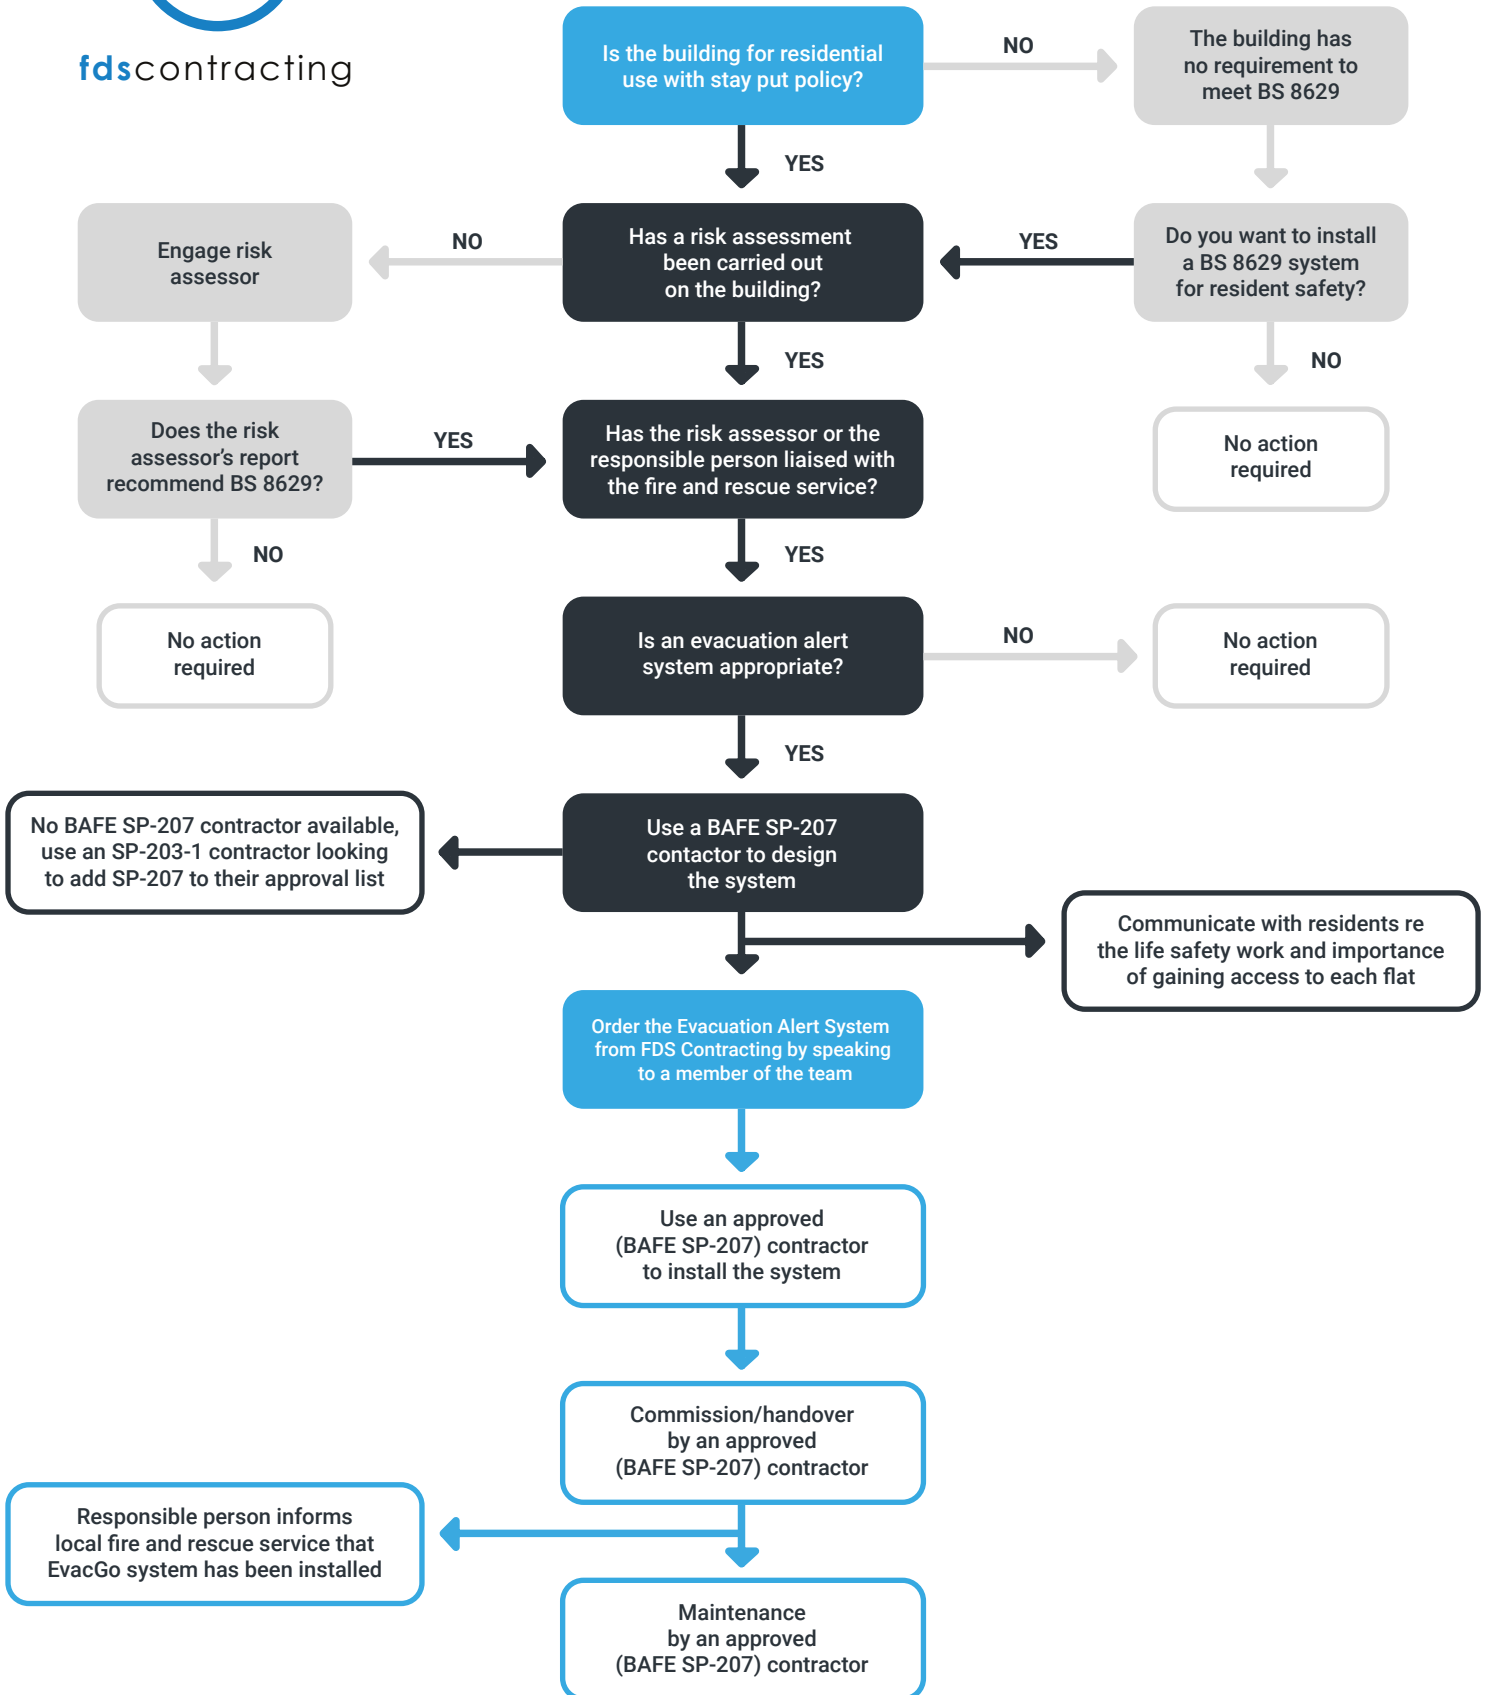 fdscontracting
Is the building for residential
use with stay put policy?
NO
The building has
no requirement to
meet BS 8629
YES
Engage risk
assessor
NO
Has a risk assessment
been carried out
on the building?
YES
Do you want to install
a BS 8629 system
for resident safety?
YES
NO
Does the risk
assessor's report
recommend BS 8629?
YES
Has the risk assessor or the
responsible person liaised with
the fire and rescue service?
No action
required
NO
YES
No action
required
Is an evacuation alert
system appropriate?
NO
No action
required
YES
No BAFE SP-207 contractor available,
use an SP-203-1 contractor looking
to add SP-207 to their approval list
Use a BAFE SP-207
contactor to design
the system
Communicate with residents re
the life safety work and importance
of gaining access to each flat
Order the Evacuation Alert System
from FDS Contracting by speaking
to a member of the team
Use an approved
(BAFE SP-207) contractor
to install the system
Commission/handover
by an approved
(BAFE SP-207) contractor
Responsible person informs
local fire and rescue service that
EvacGo system has been installed
Maintenance
by an approved
(BAFE SP-207) contractor